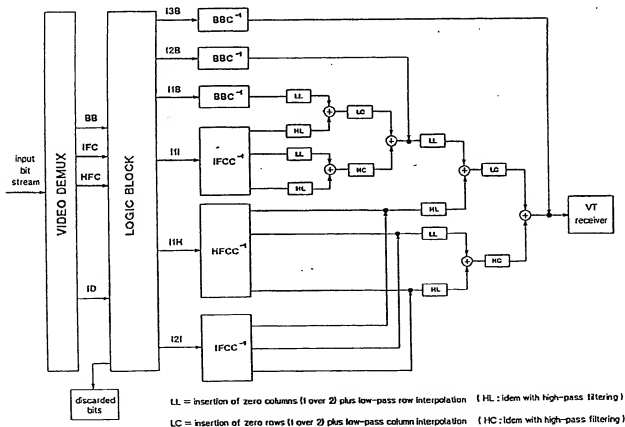 I3B
BBC⁻¹
I2B
BBC⁻¹
I1B
BBC⁻¹
LL
LC
HL
BB
IFC
HFC
input
bit
stream
VIDEO DEMUX
LOGIC BLOCK
I1I
IFCC⁻¹
LL
HC
HL
LL
LC
HL
VT
receiver
I1H
HFCC⁻¹
LL
HC
HL
ID
I2I
IFCC⁻¹
discarded
bits
LL = insertion of zero columns (1 over 2) plus low-pass row interpolation ( HL : idem with high-pass filtering )
LC = insertion of zero rows (1 over 2) plus low-pass column interpolation ( HC : idem with high-pass filtering )